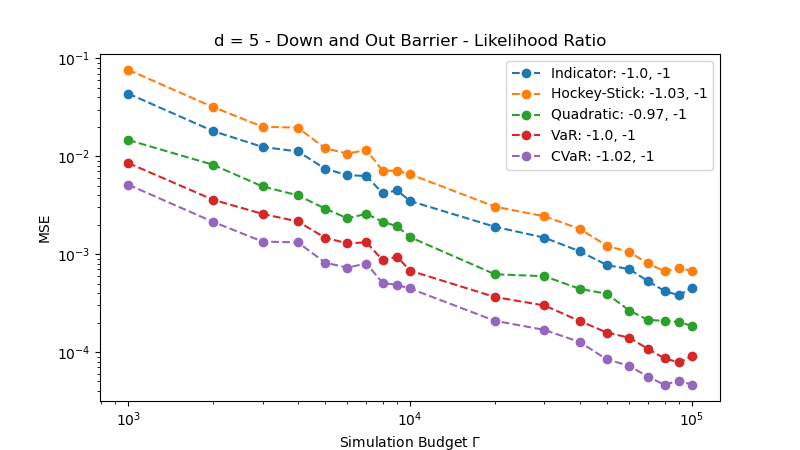 d = 5 - Down and Out Barrier - Likelihood Ratio
Indicator: -1.0, -1
Hockey-Stick: -1.03, -1
Quadratic: -0.97, -1
VaR: -1.0, -1
CVaR: -1.02, -1
MSE
10⁻¹
10⁻²
10⁻³
10⁻⁴
10³ 10⁴ 10⁵
Simulation Budget Γ